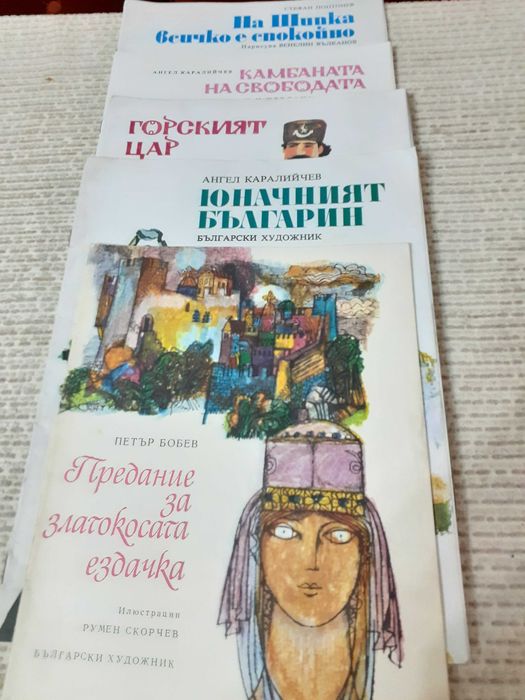 На Шипка
всичко е спокойно
Нарисува ВЕНЕЛИН ВЪЛКАНОВ
АНГЕЛ КАРАЛИЙЧЕВ
КАМБАНАТА
НА СВОБОДАТА
ГОРСКИЯТ
ЦАР
АНГЕЛ КАРАЛИЙЧЕВ
ЮНАЧНИЯТ
БЪЛГАРИН
БЪЛГАРСКИ ХУДОЖНИК
ПЕТЪР БОБЕВ
Предание
за
златокосата
ездачка
Илюстрации
РУМЕН СКОРЧЕВ
БЪЛГАРСКИ ХУДОЖНИК